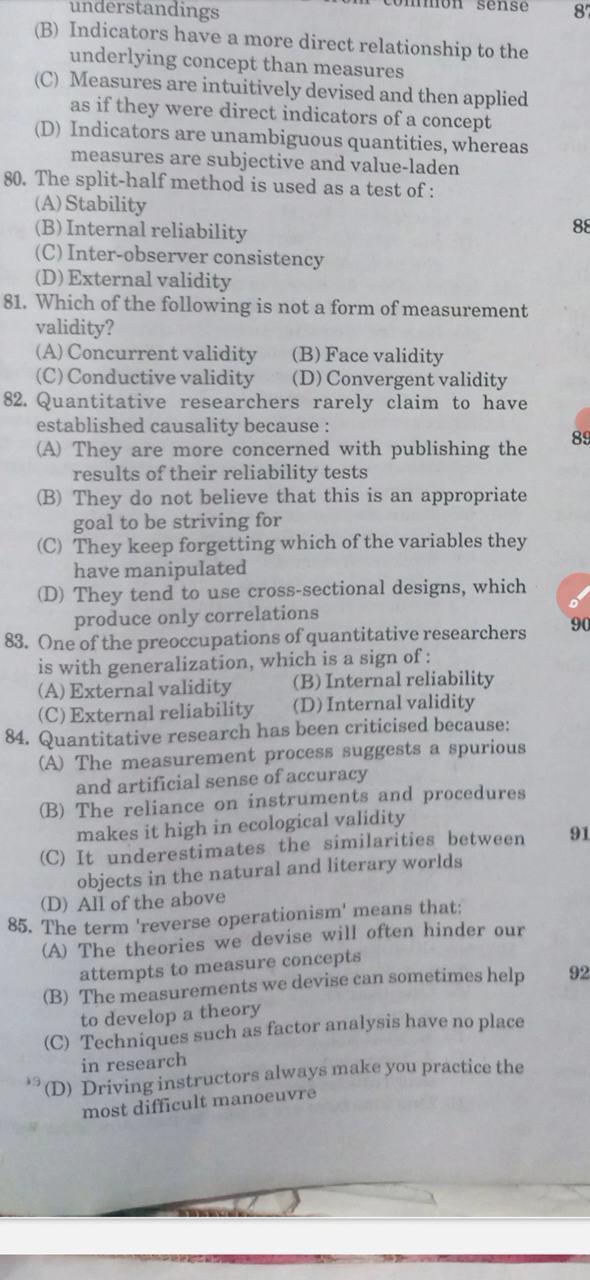 common sense
understandings
(B) Indicators have a more direct relationship to the
underlying concept than measures
(C) Measures are intuitively devised and then applied
as if they were direct indicators of a concept
(D) Indicators are unambiguous quantities, whereas
measures are subjective and value-laden
80. The split-half method is used as a test of :
(A) Stability
(B) Internal reliability
(C) Inter-observer consistency
(D) External validity
81. Which of the following is not a form of measurement
validity?
(A) Concurrent validity (B) Face validity
(C) Conductive validity (D) Convergent validity
82. Quantitative researchers rarely claim to have
established causality because :
(A) They are more concerned with publishing the
results of their reliability tests
(B) They do not believe that this is an appropriate
goal to be striving for
(C) They keep forgetting which of the variables they
have manipulated
(D) They tend to use cross-sectional designs, which
produce only correlations
83. One of the preoccupations of quantitative researchers
is with generalization, which is a sign of :
(A) External validity (B) Internal reliability
(C) External reliability (D) Internal validity
84. Quantitative research has been criticised because:
(A) The measurement process suggests a spurious
and artificial sense of accuracy
(B) The reliance on instruments and procedures
makes it high in ecological validity
(C) It underestimates the similarities between
objects in the natural and literary worlds
(D) All of the above
85. The term 'reverse operationism' means that:
(A) The theories we devise will often hinder our
attempts to measure concepts
(B) The measurements we devise can sometimes help
to develop a theory
(C) Techniques such as factor analysis have no place
in research
(D) Driving instructors always make you practice the
most difficult manoeuvre
88
89
90
91
92